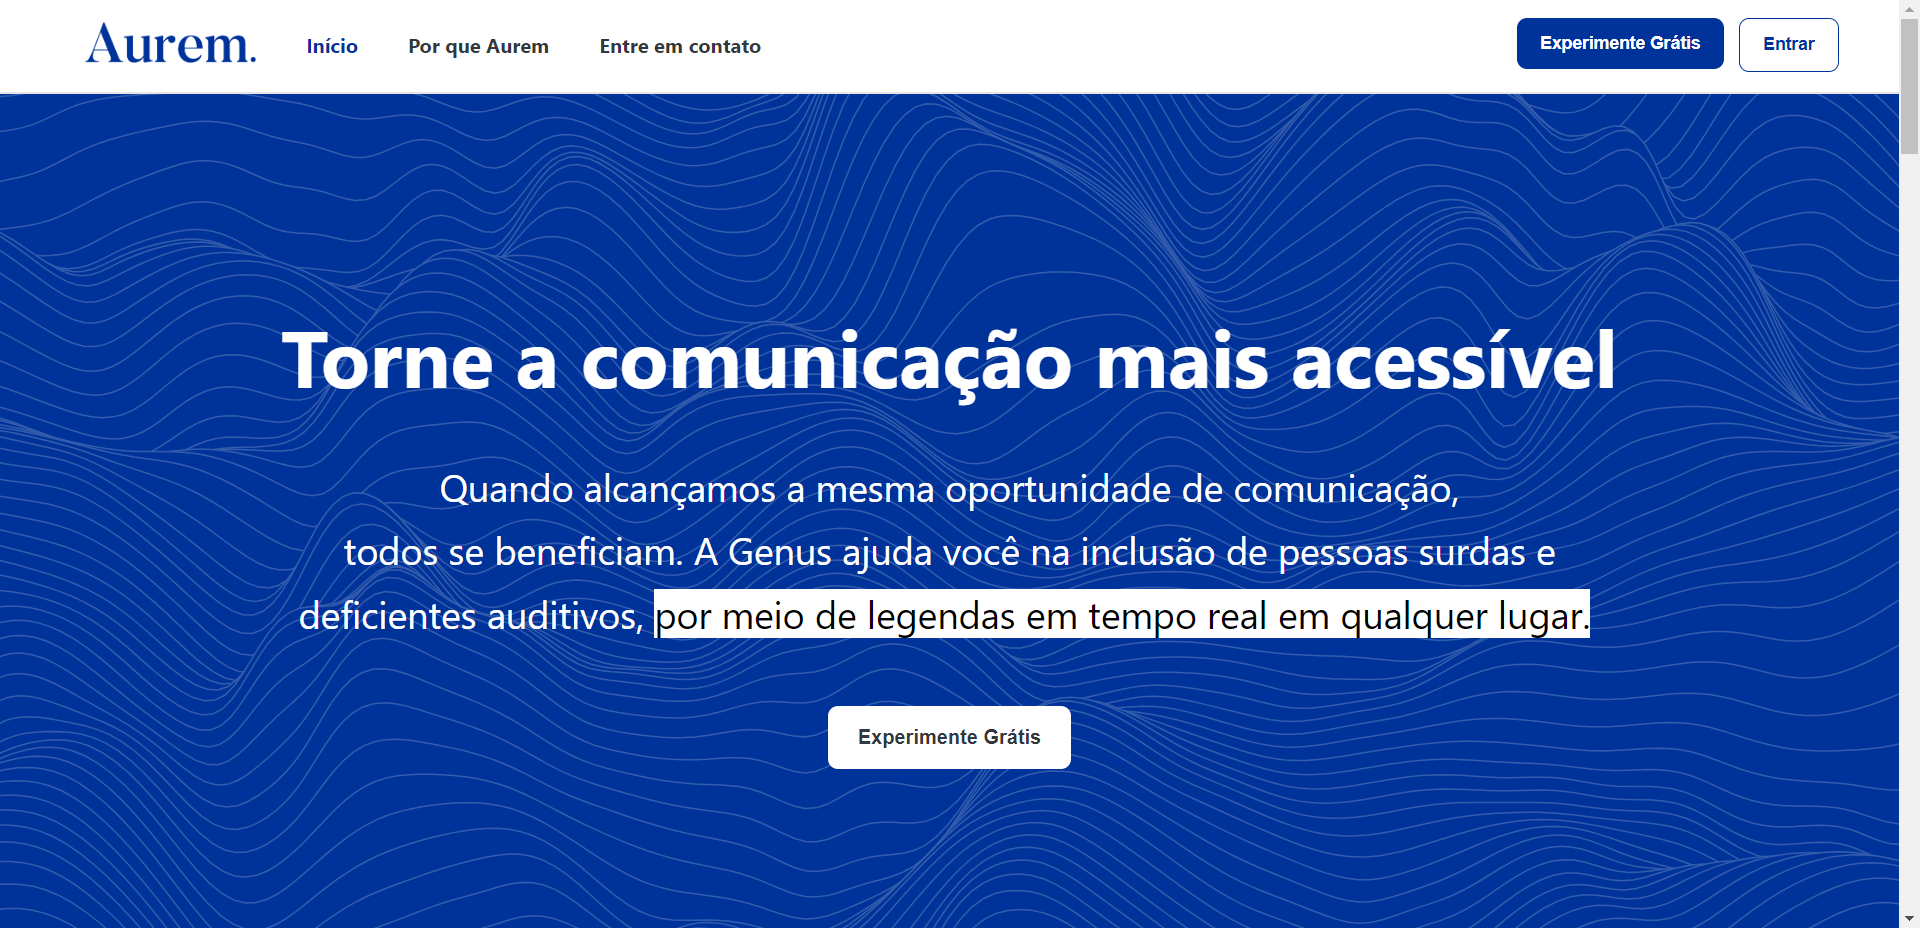 Aurem.
Início
Por que Aurem
Entre em contato
Experimente Grátis
Entrar
Torne a comunicação mais acessível
Quando alcançamos a mesma oportunidade de comunicação,
todos se beneficiam. A Genus ajuda você na inclusão de pessoas surdas e
deficientes auditivos, por meio de legendas em tempo real em qualquer lugar.
Experimente Grátis